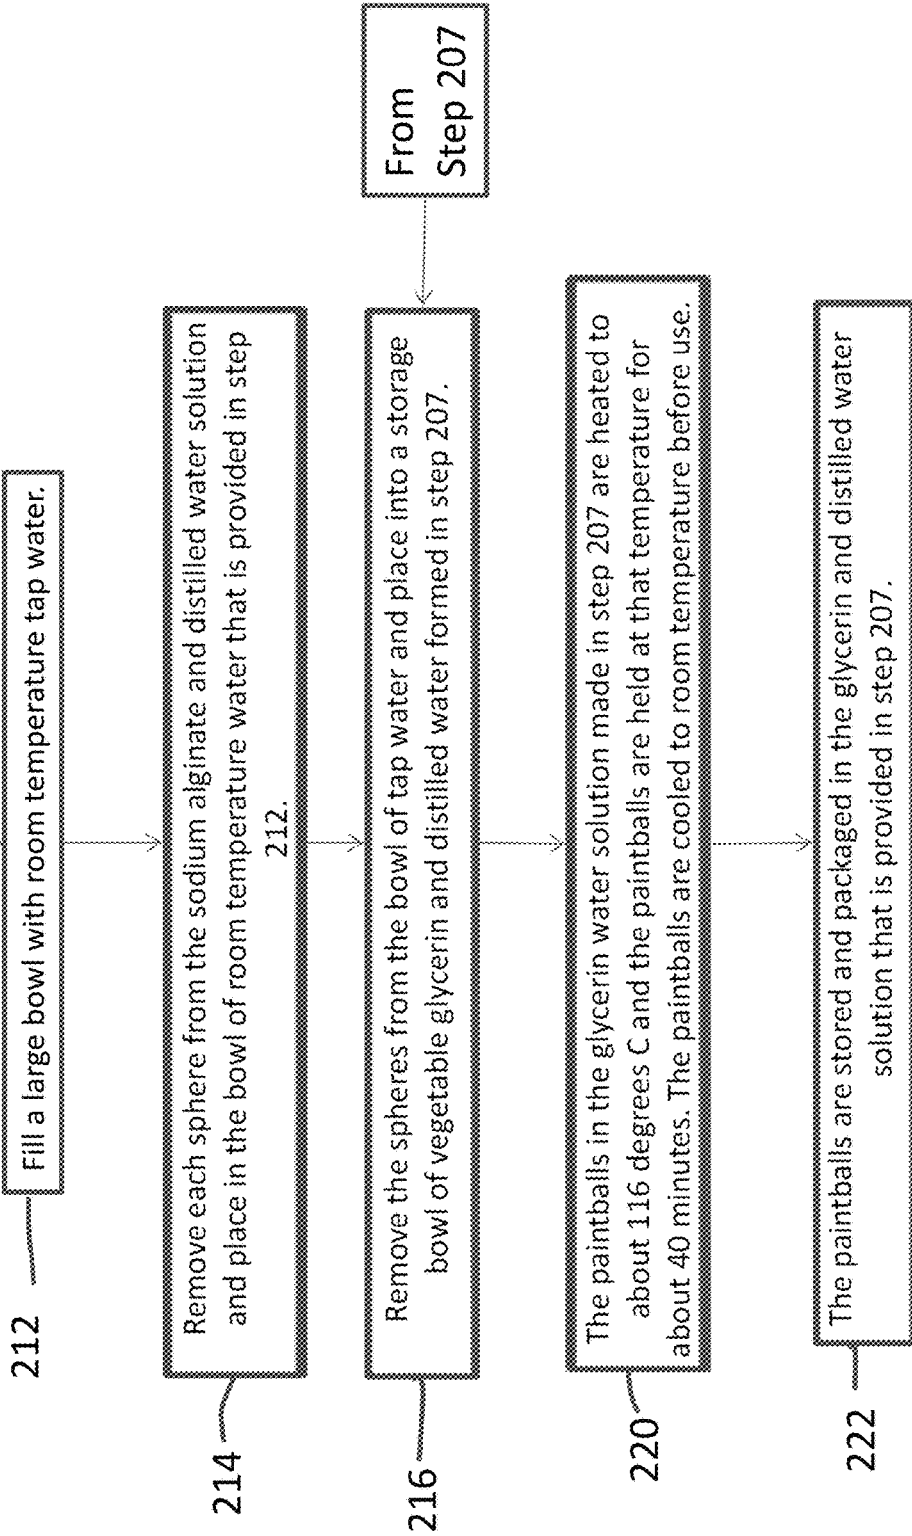 212
Fill a large bowl with room temperature tap water.
214
Remove each sphere from the sodium alginate and distilled water solution
and place in the bowl of room temperature water that is provided in step
212.
216
Remove the spheres from the bowl of tap water and place into a storage
bowl of vegetable glycerin and distilled water formed in step 207.
From
Step 207
220
The paintballs in the glycerin water solution made in step 207 are heated to
about 116 degrees C and the paintballs are held at that temperature for
about 40 minutes. The paintballs are cooled to room temperature before use.
222
The paintballs are stored and packaged in the glycerin and distilled water
solution that is provided in step 207.